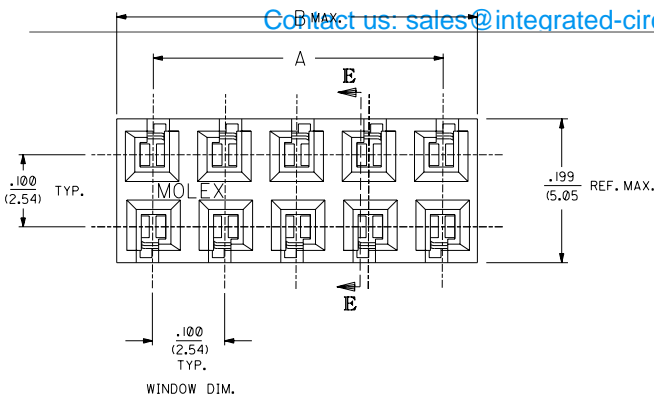 Contact us: sales@integrated-cir
B MAX.
A
E
.100
(2.54)
TYP.
MOLEX
.199
(5.05
REF. MAX.
E
.100
(2.54)
TYP.
WINDOW DIM.